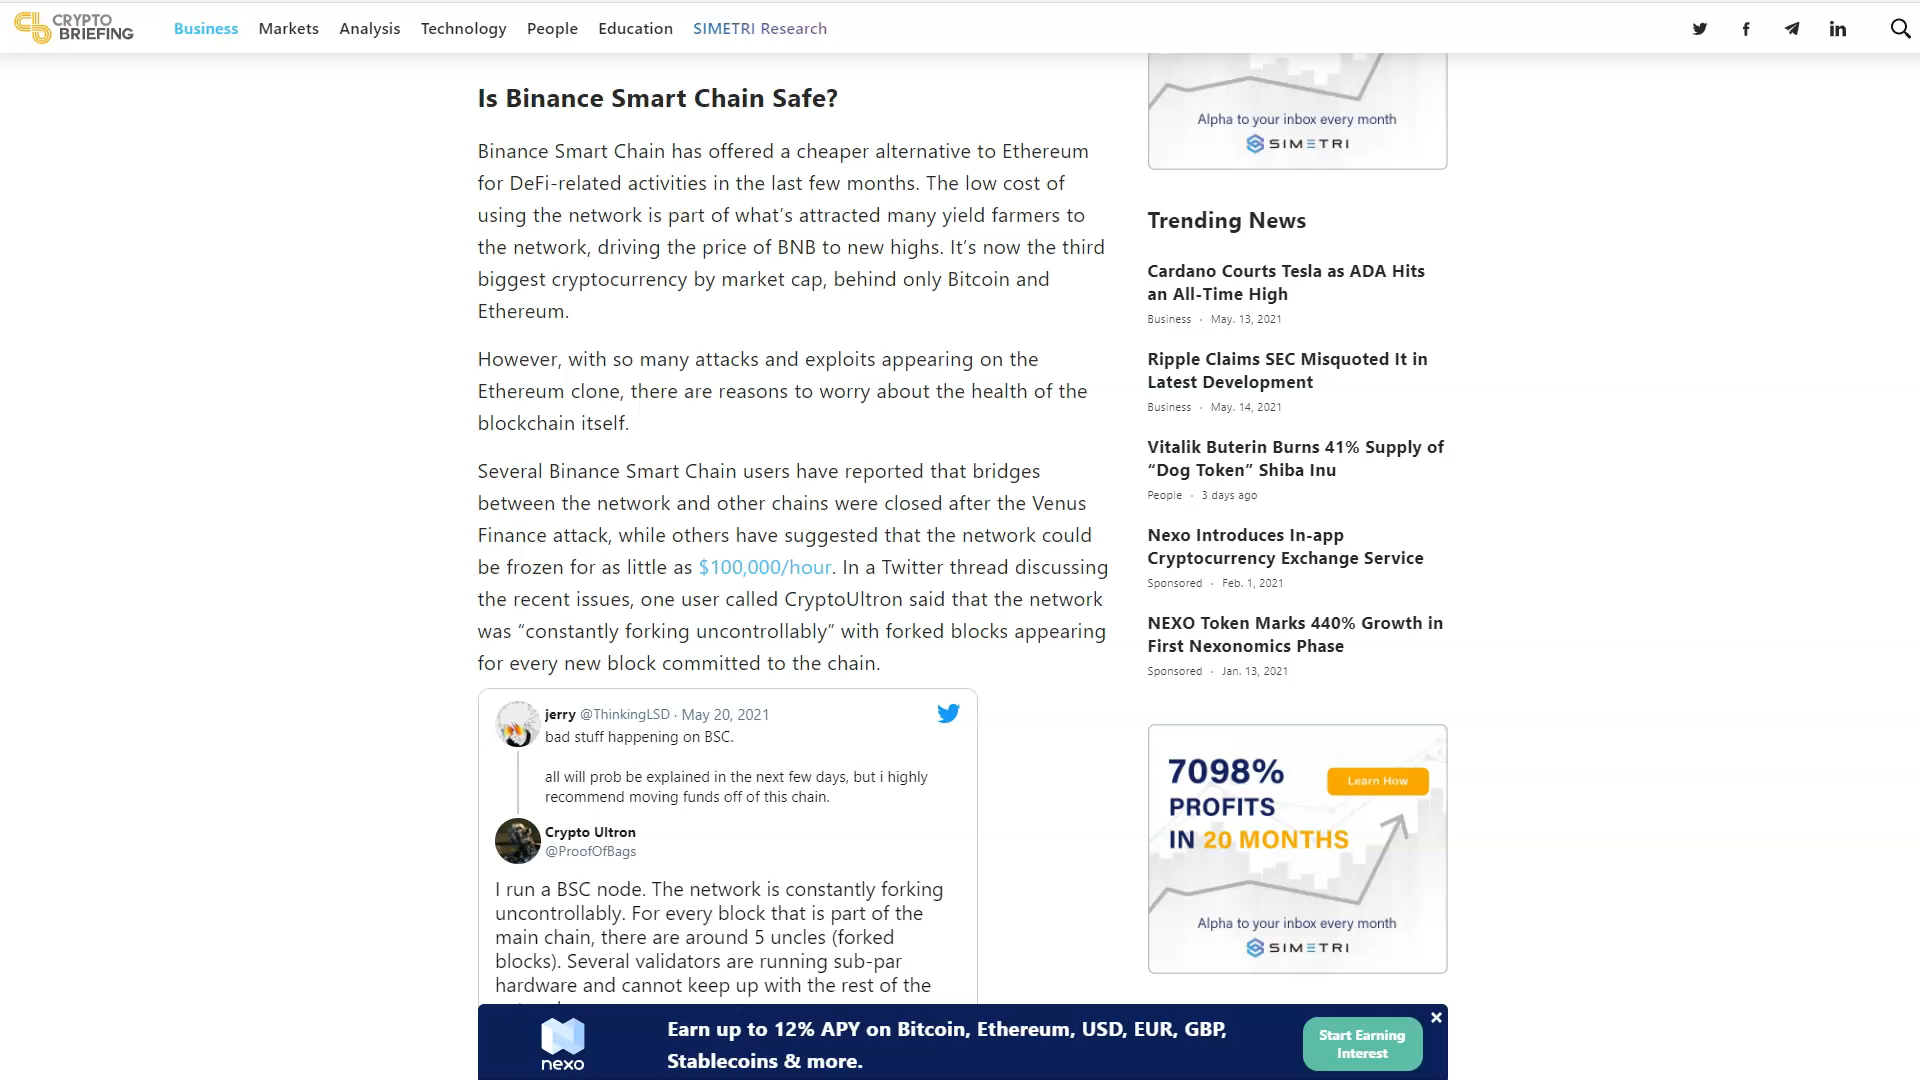 CRYPTO
BRIEFING
Business Markets Analysis Technology People Education SIMETRI Research
Is Binance Smart Chain Safe?
Binance Smart Chain has offered a cheaper alternative to Ethereum
for DeFi-related activities in the last few months. The low cost of
using the network is part of what’s attracted many yield farmers to
the network, driving the price of BNB to new highs. It’s now the third
biggest cryptocurrency by market cap, behind only Bitcoin and
Ethereum.
However, with so many attacks and exploits appearing on the
Ethereum clone, there are reasons to worry about the health of the
blockchain itself.
Several Binance Smart Chain users have reported that bridges
between the network and other chains were closed after the Venus
Finance attack, while others have suggested that the network could
be frozen for as little as $100,000/hour. In a Twitter thread discussing
the recent issues, one user called CryptoUltron said that the network
was “constantly forking uncontrollably” with forked blocks appearing
for every new block committed to the chain.
jerry @ThinkingLSD · May 20, 2021
bad stuff happening on BSC.
all will prob be explained in the next few days, but i highly
recommend moving funds off of this chain.
Crypto Ultron
@ProofOfBags
I run a BSC node. The network is constantly forking
uncontrollably. For every block that is part of the
main chain, there are around 5 uncles (forked
blocks). Several validators are running sub-par
hardware and cannot keep up with the rest of the
Alpha to your inbox every month
SIMETRI
Trending News
Cardano Courts Tesla as ADA Hits
an All-Time High
Business · May. 13, 2021
Ripple Claims SEC Misquoted It in
Latest Development
Business · May. 14, 2021
Vitalik Buterin Burns 41% Supply of
“Dog Token” Shiba Inu
People · 3 days ago
Nexo Introduces In-app
Cryptocurrency Exchange Service
Sponsored · Feb. 1, 2021
NEXO Token Marks 440% Growth in
First Nexonomics Phase
Sponsored · Jan. 13, 2021
7098%
PROFITS
IN 20 MONTHS
Learn How
Alpha to your inbox every month
SIMETRI
nexo
Earn up to 12% APY on Bitcoin, Ethereum, USD, EUR, GBP,
Stablecoins & more.
Start Earning
Interest